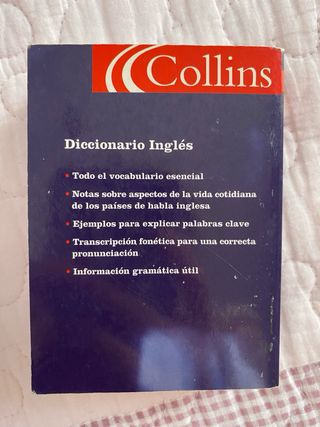 Collins
Diccionario Inglés
• Todo el vocabulario esencial
• Notas sobre aspectos de la vida cotidiana
de los países de habla inglesa
• Ejemplos para explicar palabras clave
• Transcripción fonética para una correcta
pronunciación
• Información gramática útil